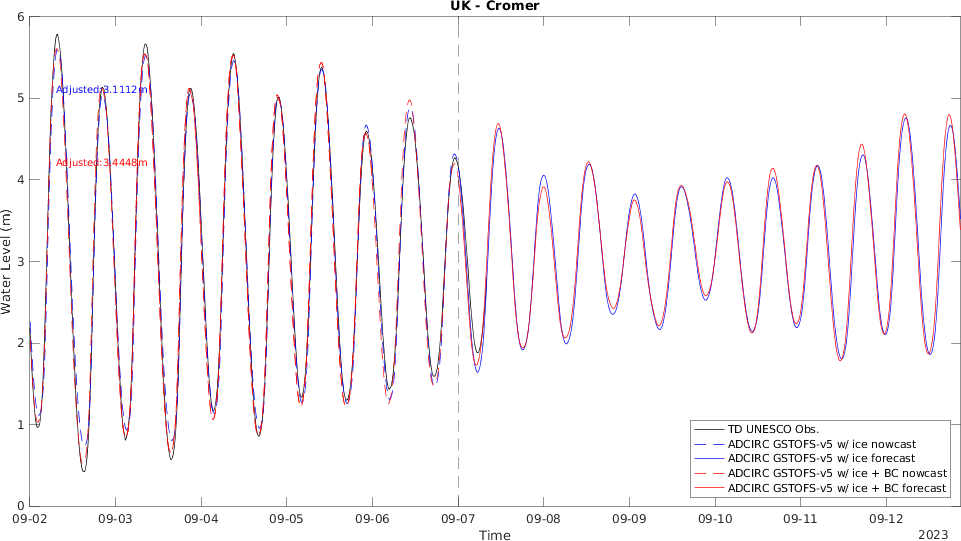 UK - Cromer
Water Level (m)
6
5
4
3
2
1
0
Adjusted:3.1112m
Adjusted:3.4448m
TD UNESCO Obs.
ADCIRC GSTOFS-v5 w/ ice nowcast
ADCIRC GSTOFS-v5 w/ ice forecast
ADCIRC GSTOFS-v5 w/ ice + BC nowcast
ADCIRC GSTOFS-v5 w/ ice + BC forecast
09-02 09-03 09-04 09-05 09-06 09-07 09-08 09-09 09-10 09-11 09-12
Time
2023